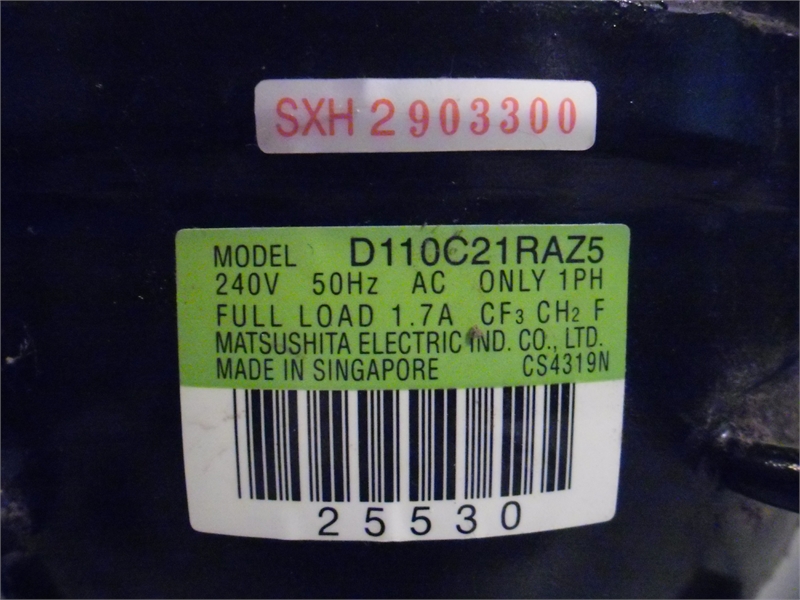 SXH 2903300
MODEL D110C21RAZ5
240V 50Hz AC ONLY 1PH
FULL LOAD 1.7A CF3 CH2 F
MATSUSHITA ELECTRIC IND. CO., LTD.
MADE IN SINGAPORE CS4319N
25530